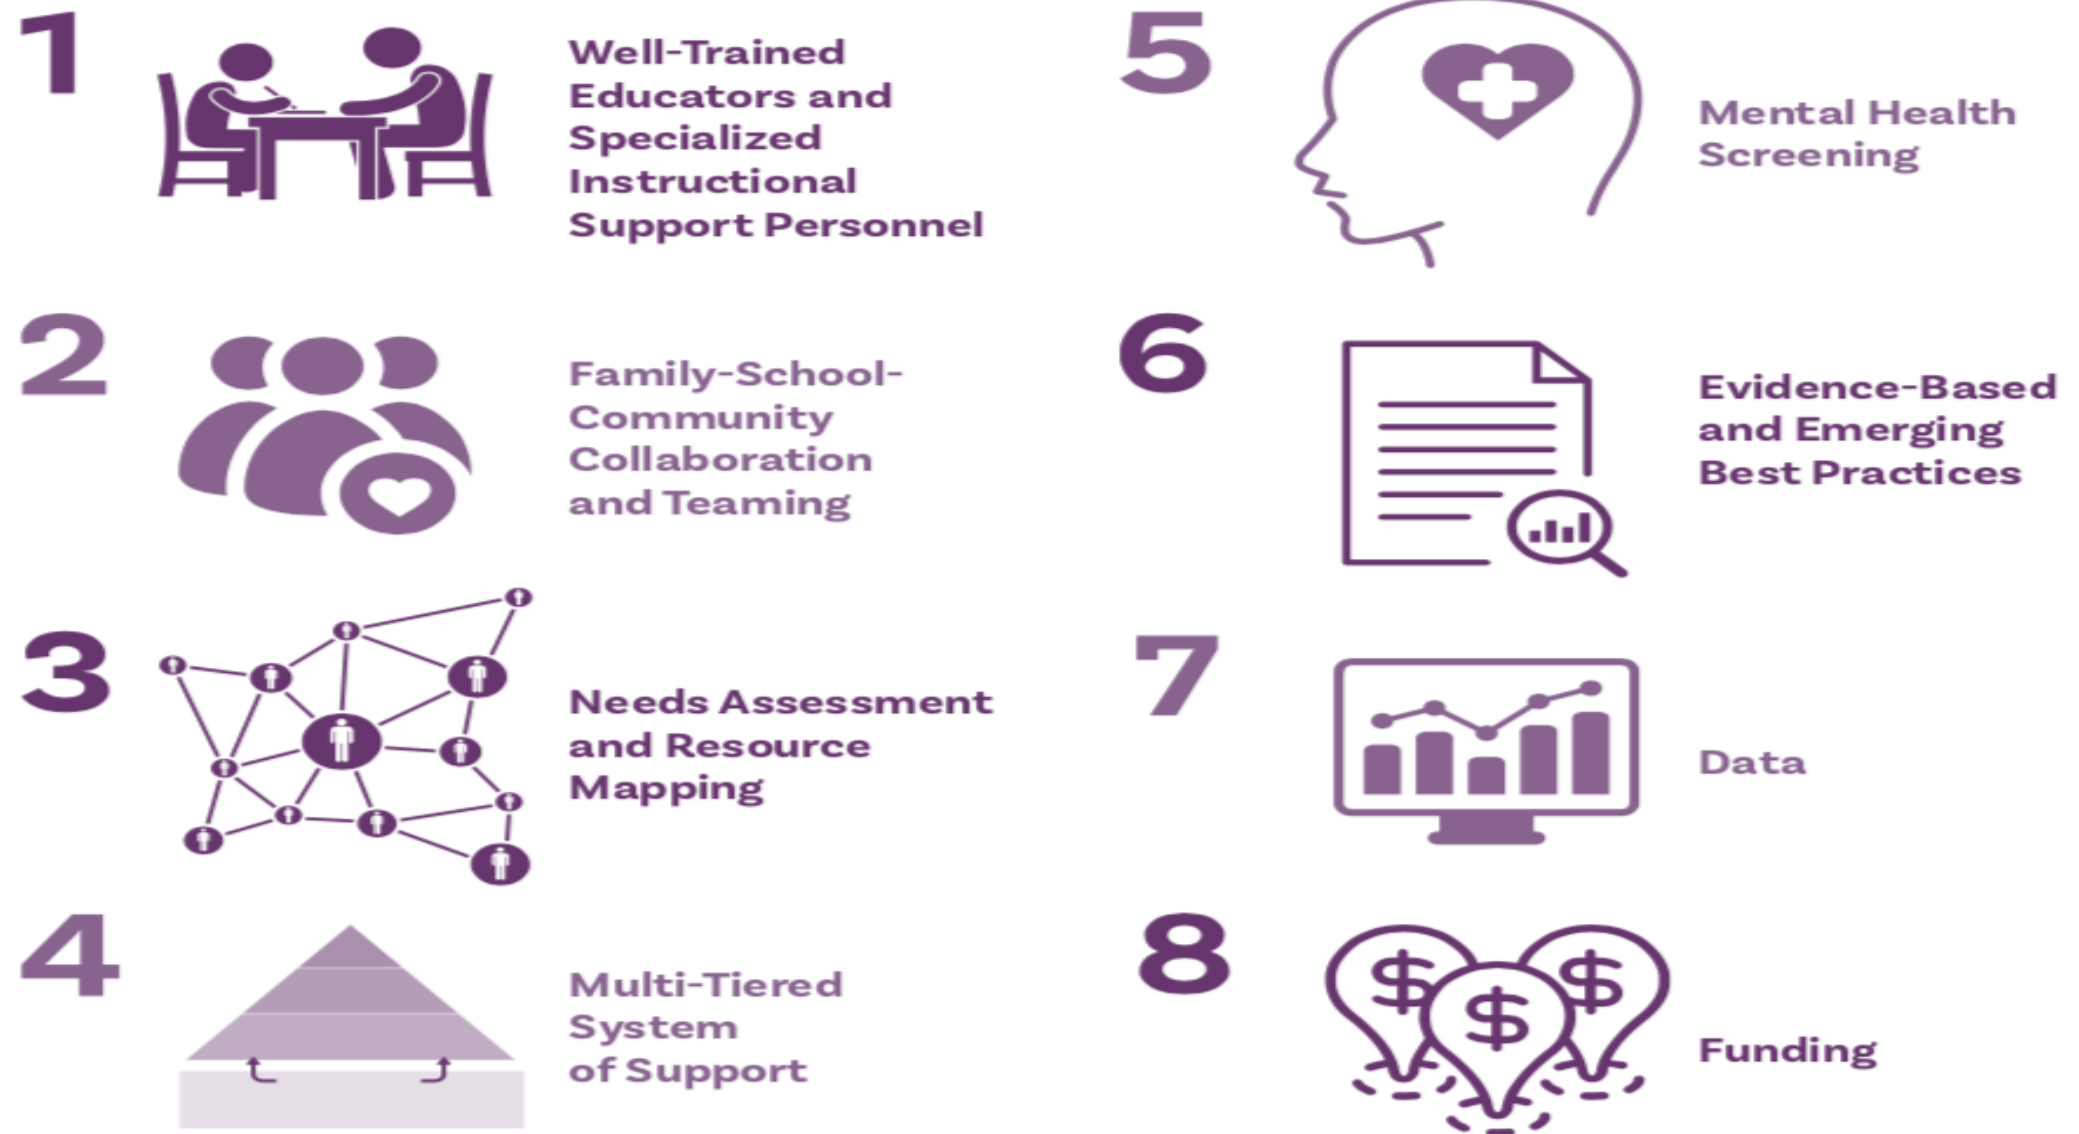 1
Well-Trained
Educators and
Specialized
Instructional
Support Personnel
2
Family-School-
Community
Collaboration
and Teaming
3
Needs Assessment
and Resource
Mapping
4
Multi-Tiered
System
of Support
5
Mental Health
Screening
6
Evidence-Based
and Emerging
Best Practices
7
Data
8
$ $ $
Funding